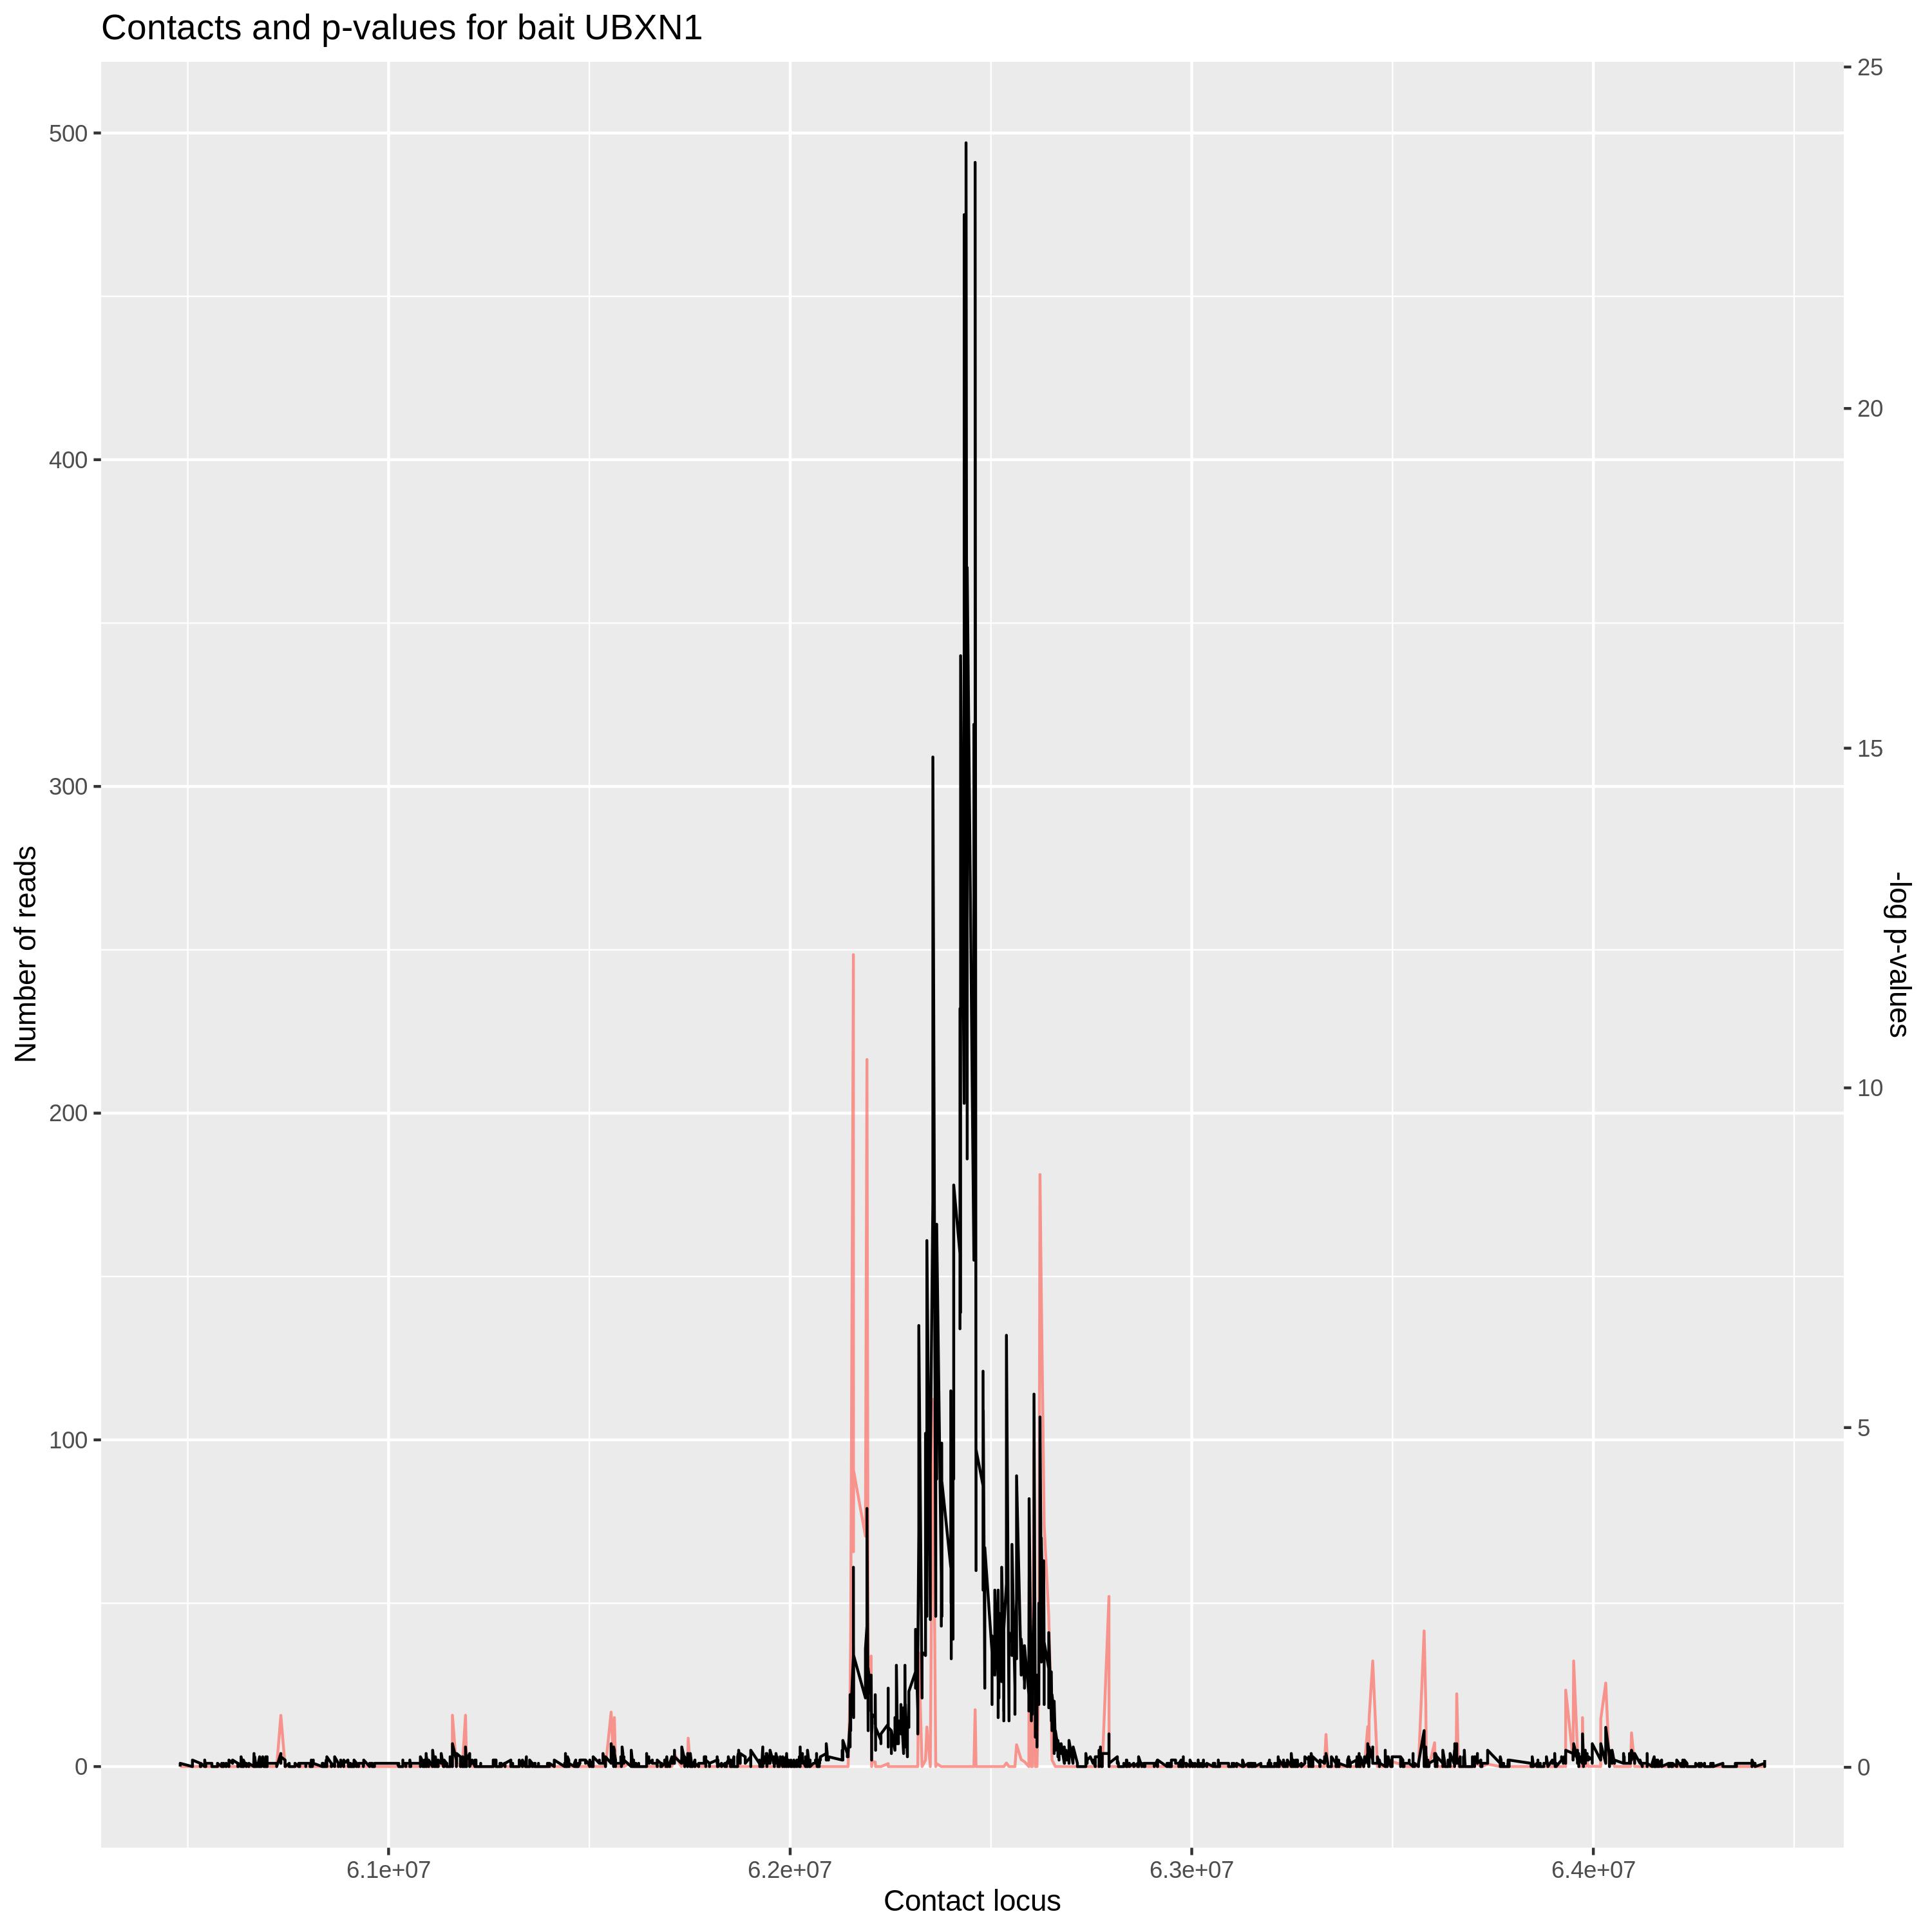 Contacts and p-values for bait UBXN1
Number of reads
500
400
300
200
100
0
25
20
15
10
5
0
-log p-values
6.1e+07
6.2e+07
6.3e+07
6.4e+07
Contact locus